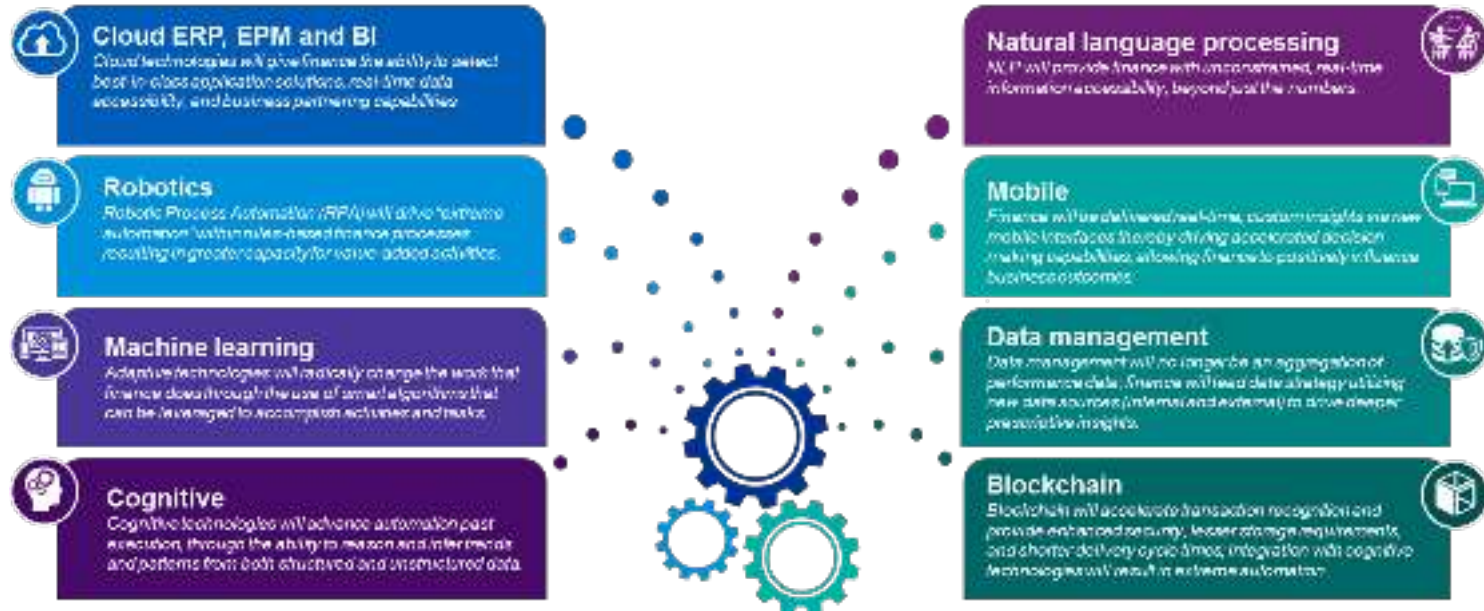 Cloud ERP, EPM and BI
Cloud technologies will give finance the ability to select
best-in-class application solutions, real-time data
accessibility, and business partnering capabilities
Robotics
Robotic Process Automation (RPA) will drive "extreme
automation" within rules-based finance processes
resulting in greater capacity for value-added activities.
Machine learning
Adaptive technologies will radically change the work that
finance does through the use of smart algorithms that
can be leveraged to accomplish activities and tasks.
Cognitive
Cognitive technologies will advance automation past
execution, through the ability to reason and infer trends
and patterns from both structured and unstructured data.
Natural language processing
NLP will provide finance with unconstrained, real-time
information accessibility, beyond just the numbers.
Mobile
Finance will be delivered real-time, custom insights via new
mobile interfaces thereby driving accelerated decision
making capabilities, allowing finance to positively influence
business outcomes.
Data management
Data management will no longer be an aggregation of
performance data, finance will lead data strategy utilizing
new data sources (internal and external) to drive deeper
prescriptive insights.
Blockchain
Blockchain will accelerate transaction recognition and
provide enhanced security, lesser storage requirements,
and shorter delivery cycle times, integration with cognitive
technologies will result in extreme automation